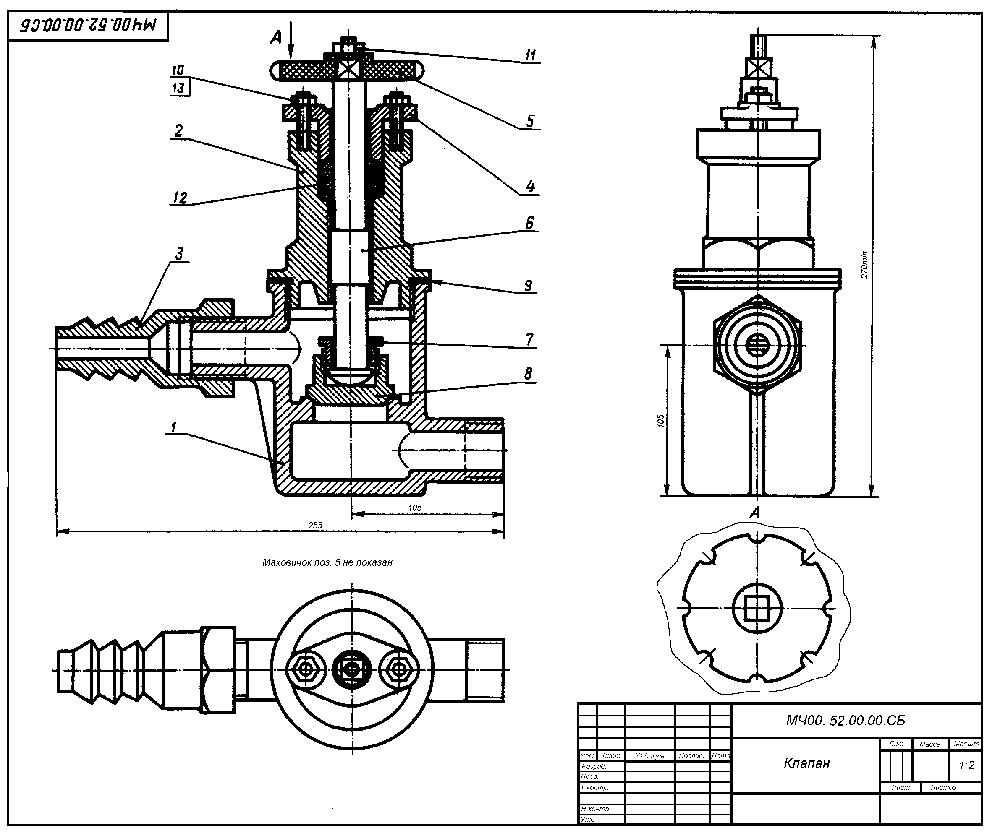 МЧ00.52.00.00.СБ
А
11
10
13
5
2
4
12
6
3
9
7
8
1
105
255
270min
105
А
Маховичок поз. 5 не показан
МЧ00. 52.00.00.СБ
Лит. Масса Масшт.
Изм. Лист № докум. Подпись Дата
Клапан
1:2
Разраб.
Пров.
Т.контр.
Лист Листов
Н.контр.
Утв.